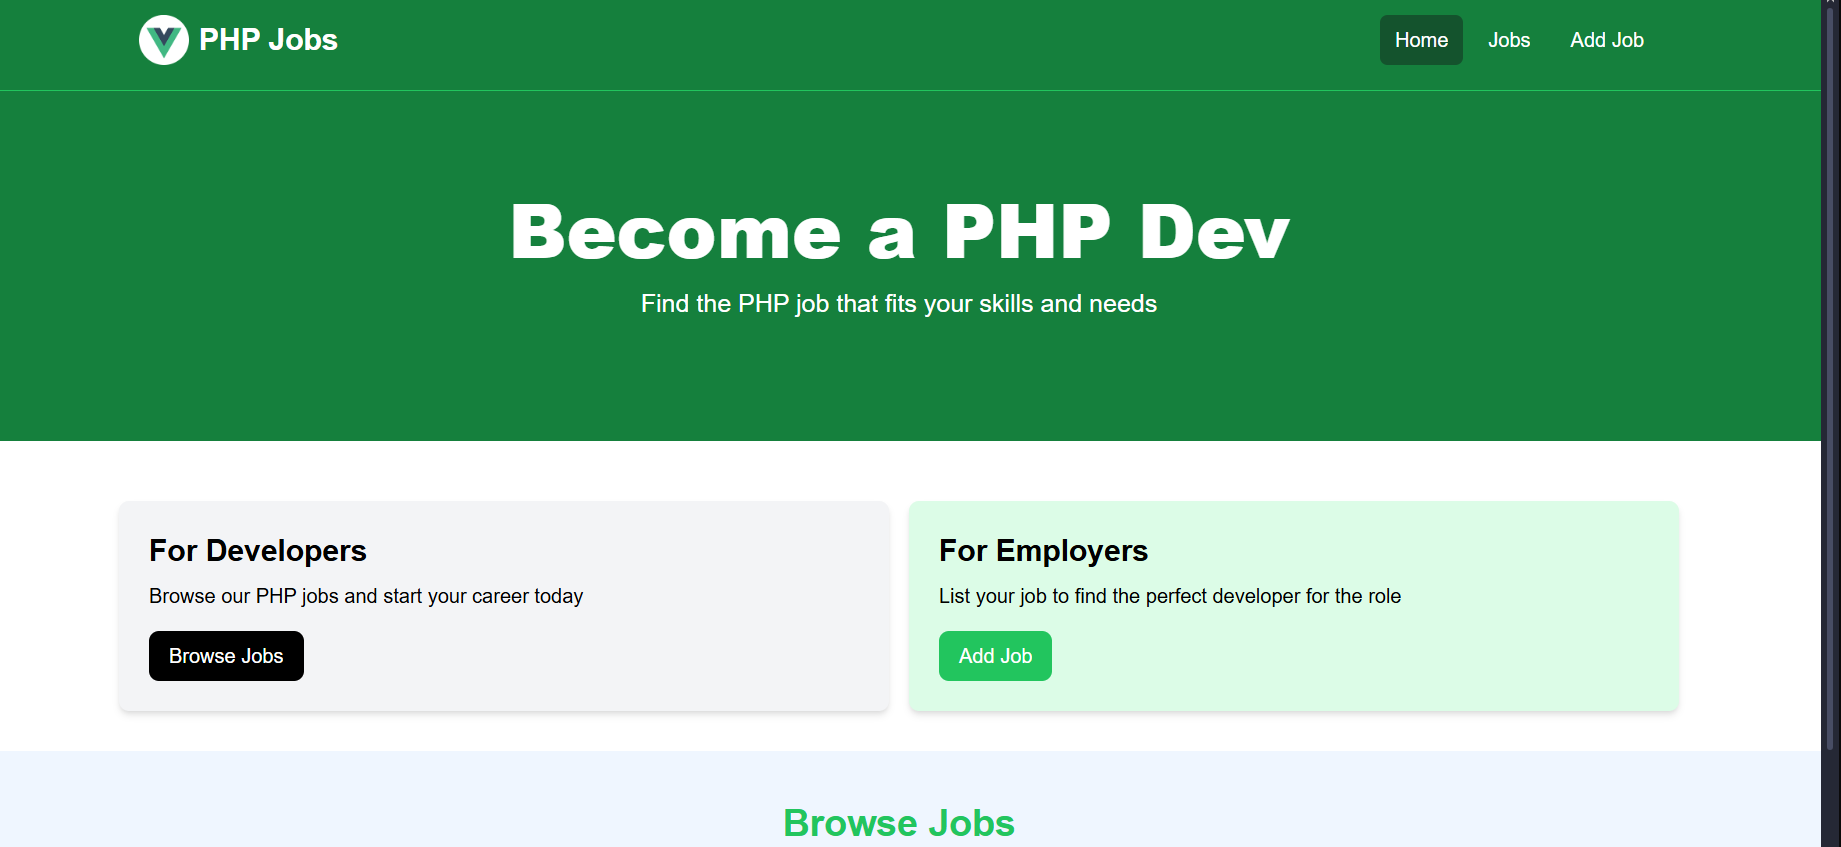 PHP Jobs
Home Jobs Add Job
Become a PHP Dev
Find the PHP job that fits your skills and needs
For Developers
Browse our PHP jobs and start your career today
Browse Jobs
For Employers
List your job to find the perfect developer for the role
Add Job
Browse Jobs